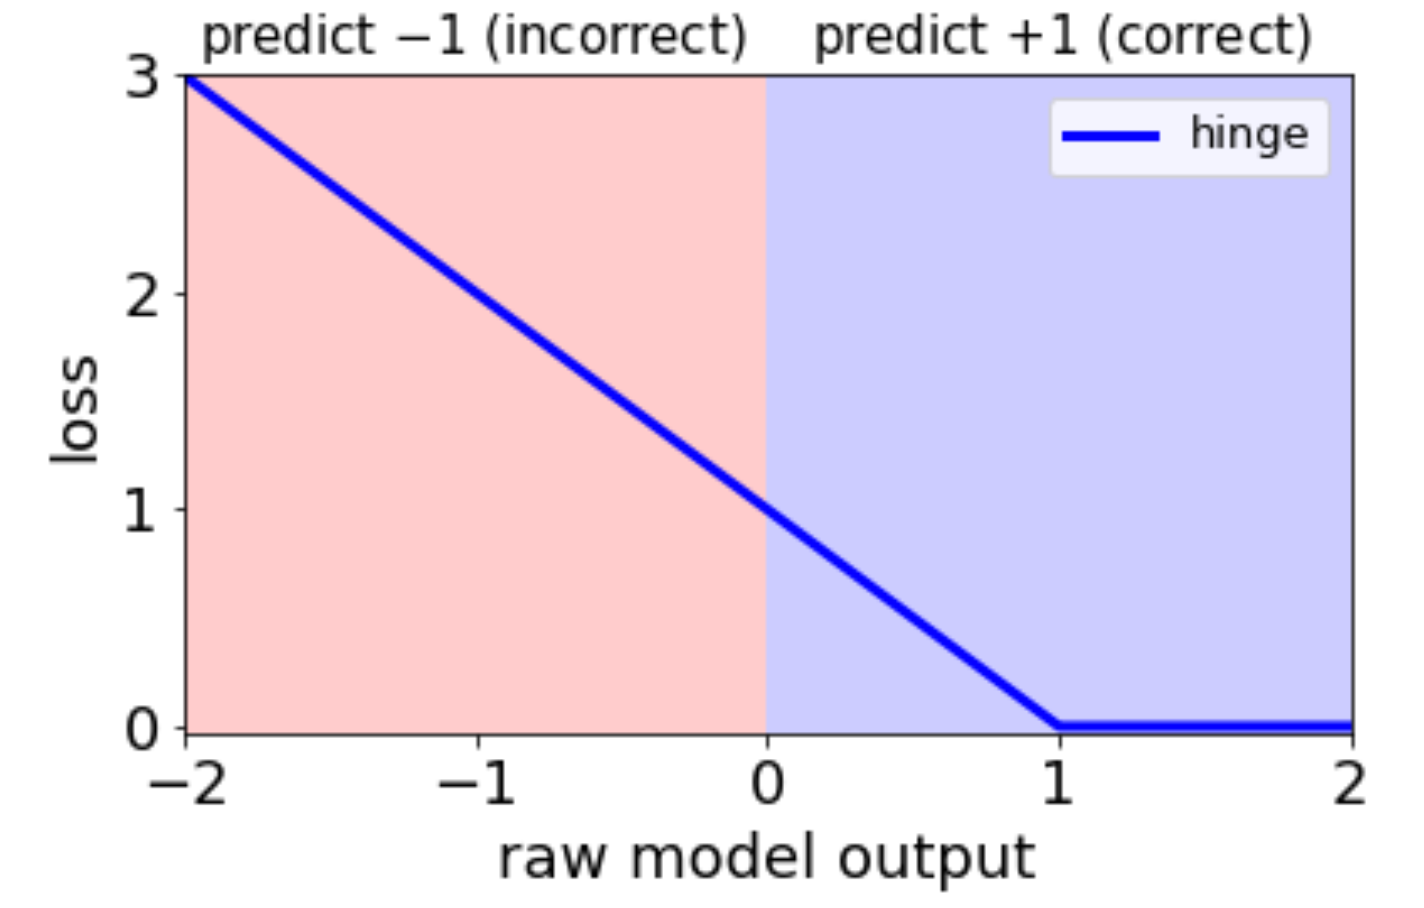 predict −1 (incorrect) predict +1 (correct)
hinge
3
2
1
0
loss
−2 −1 0 1 2
raw model output